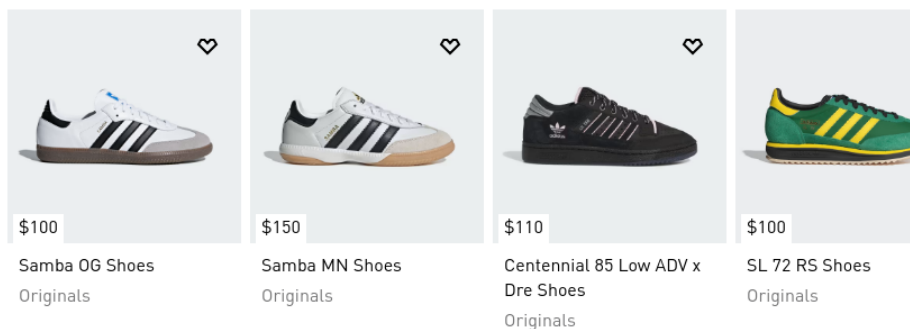 $100
Samba OG Shoes
Originals
$150
Samba MN Shoes
Originals
$110
Centennial 85 Low ADV x
Dre Shoes
Originals
$100
SL 72 RS Shoes
Originals